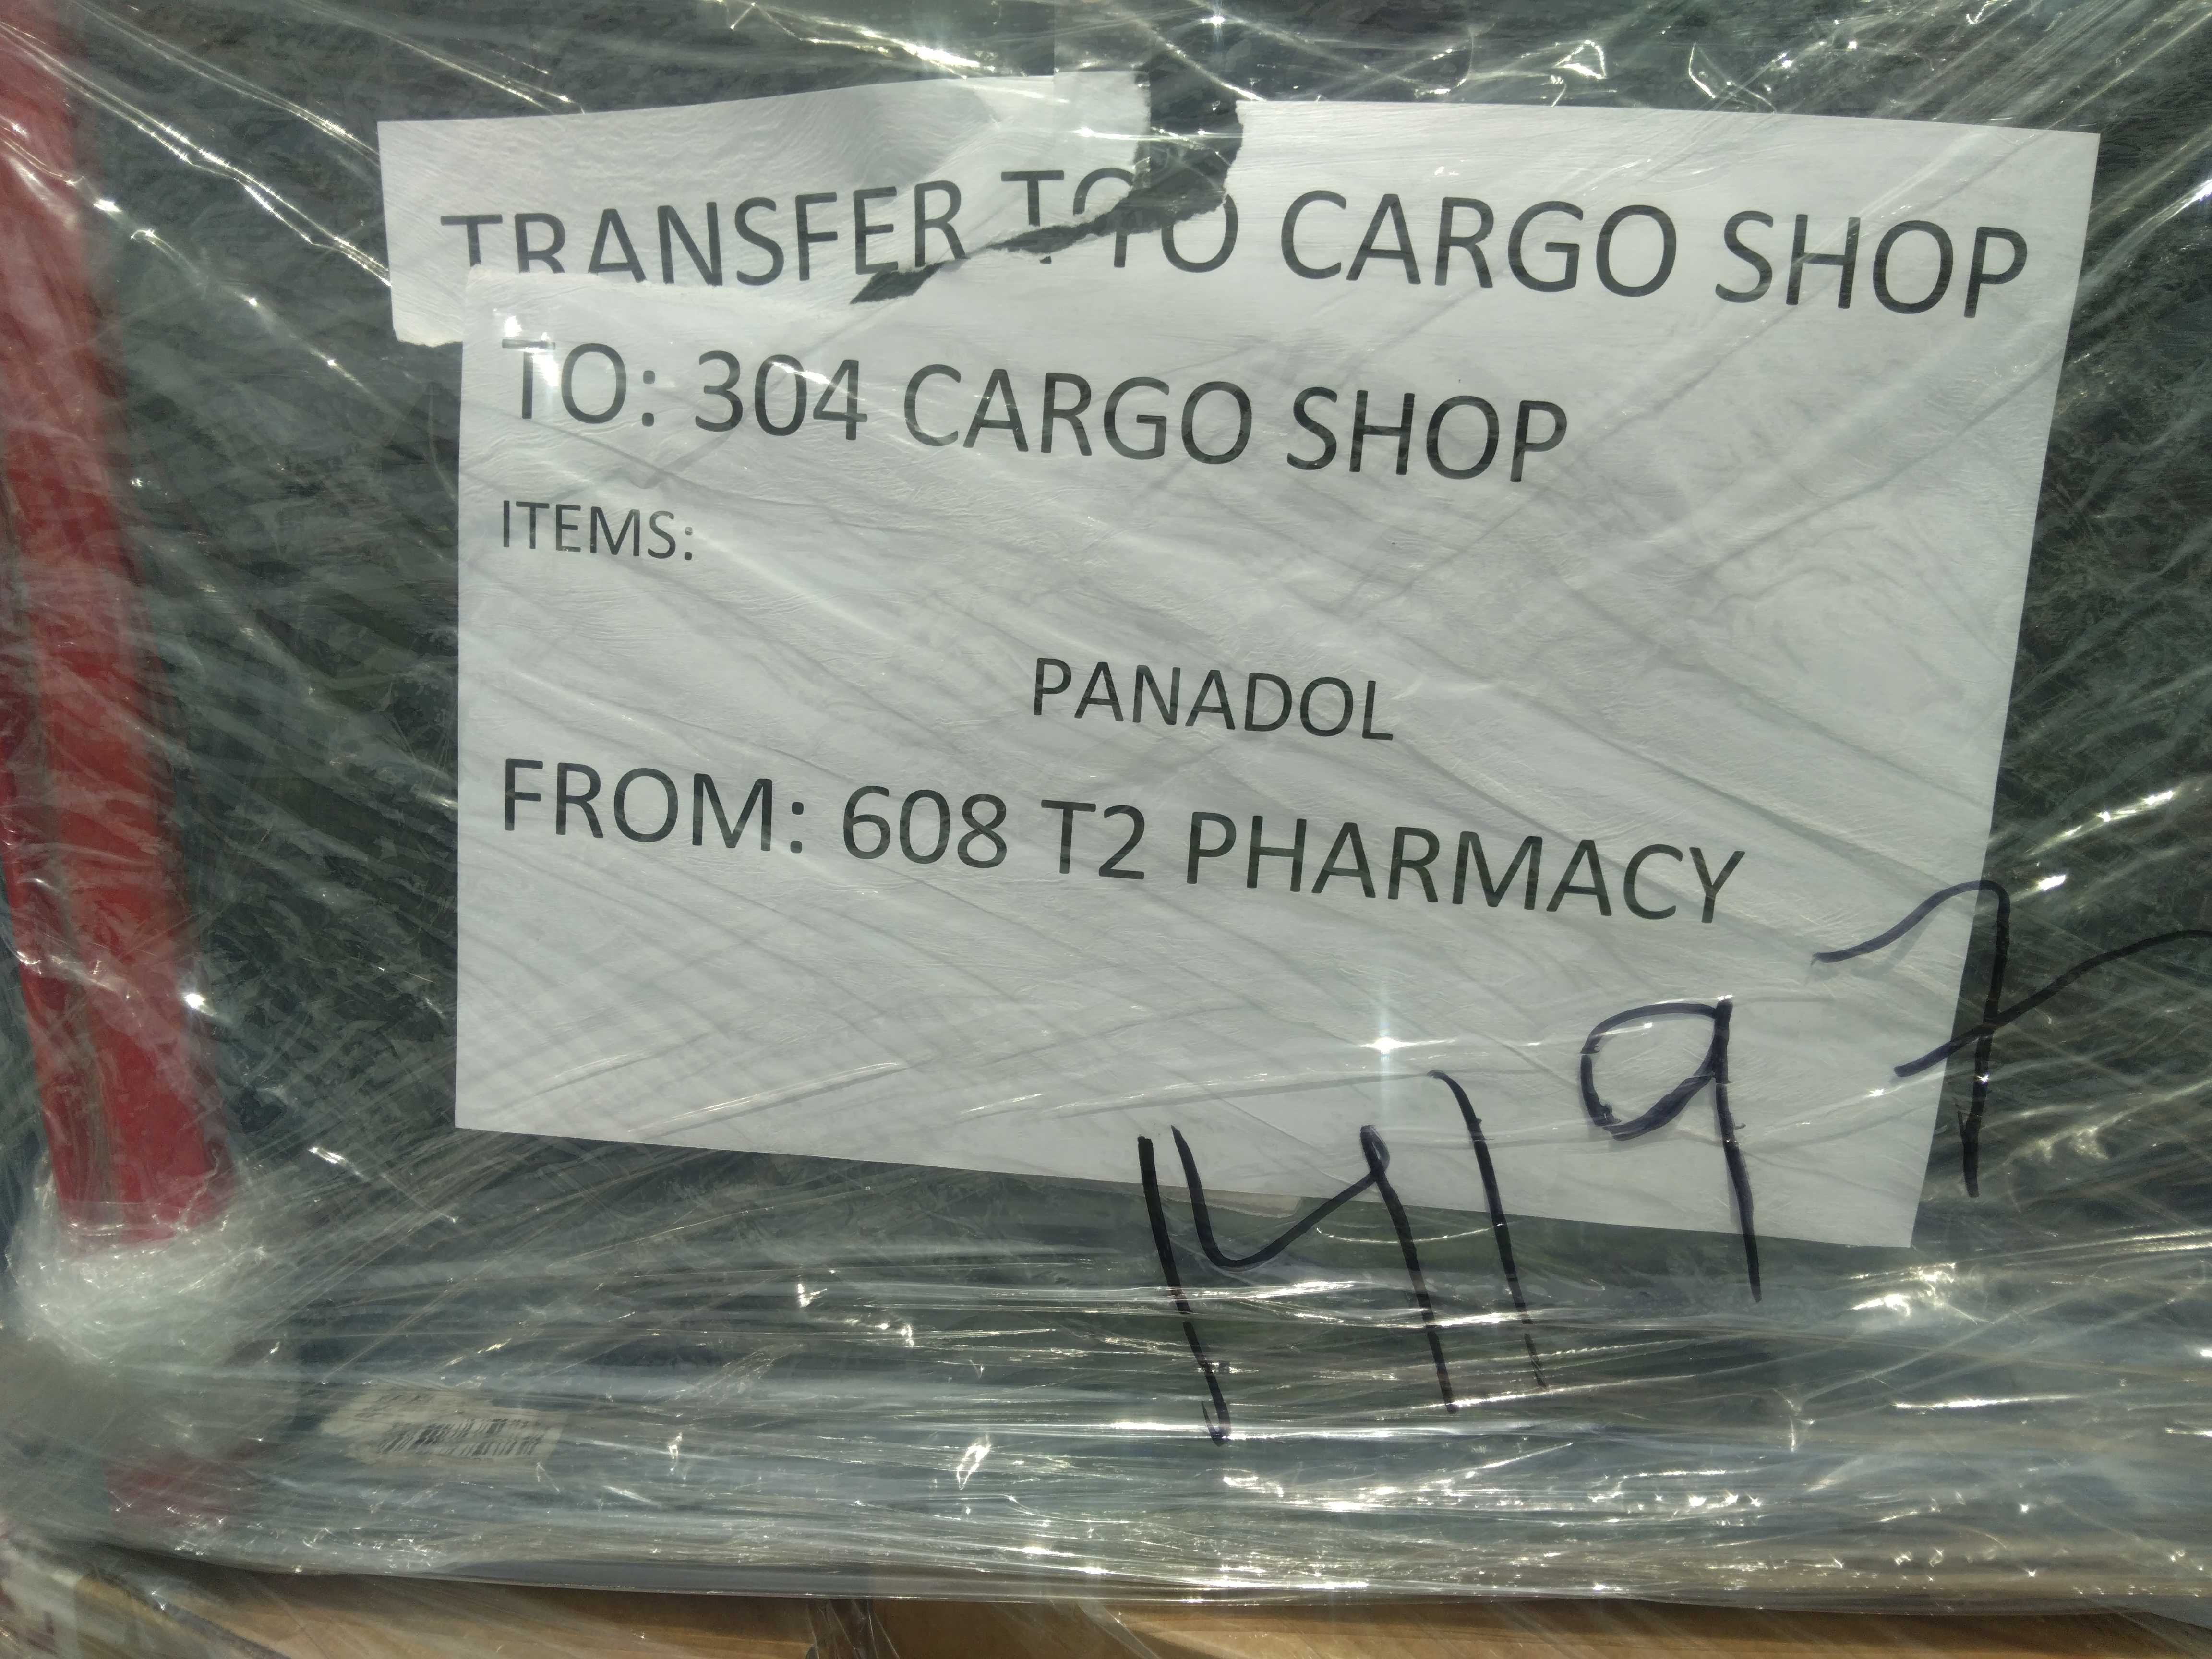 TRANSFER TO CARGO SHOP
TO: 304 CARGO SHOP
ITEMS:
PANADOL
FROM: 608 T2 PHARMACY